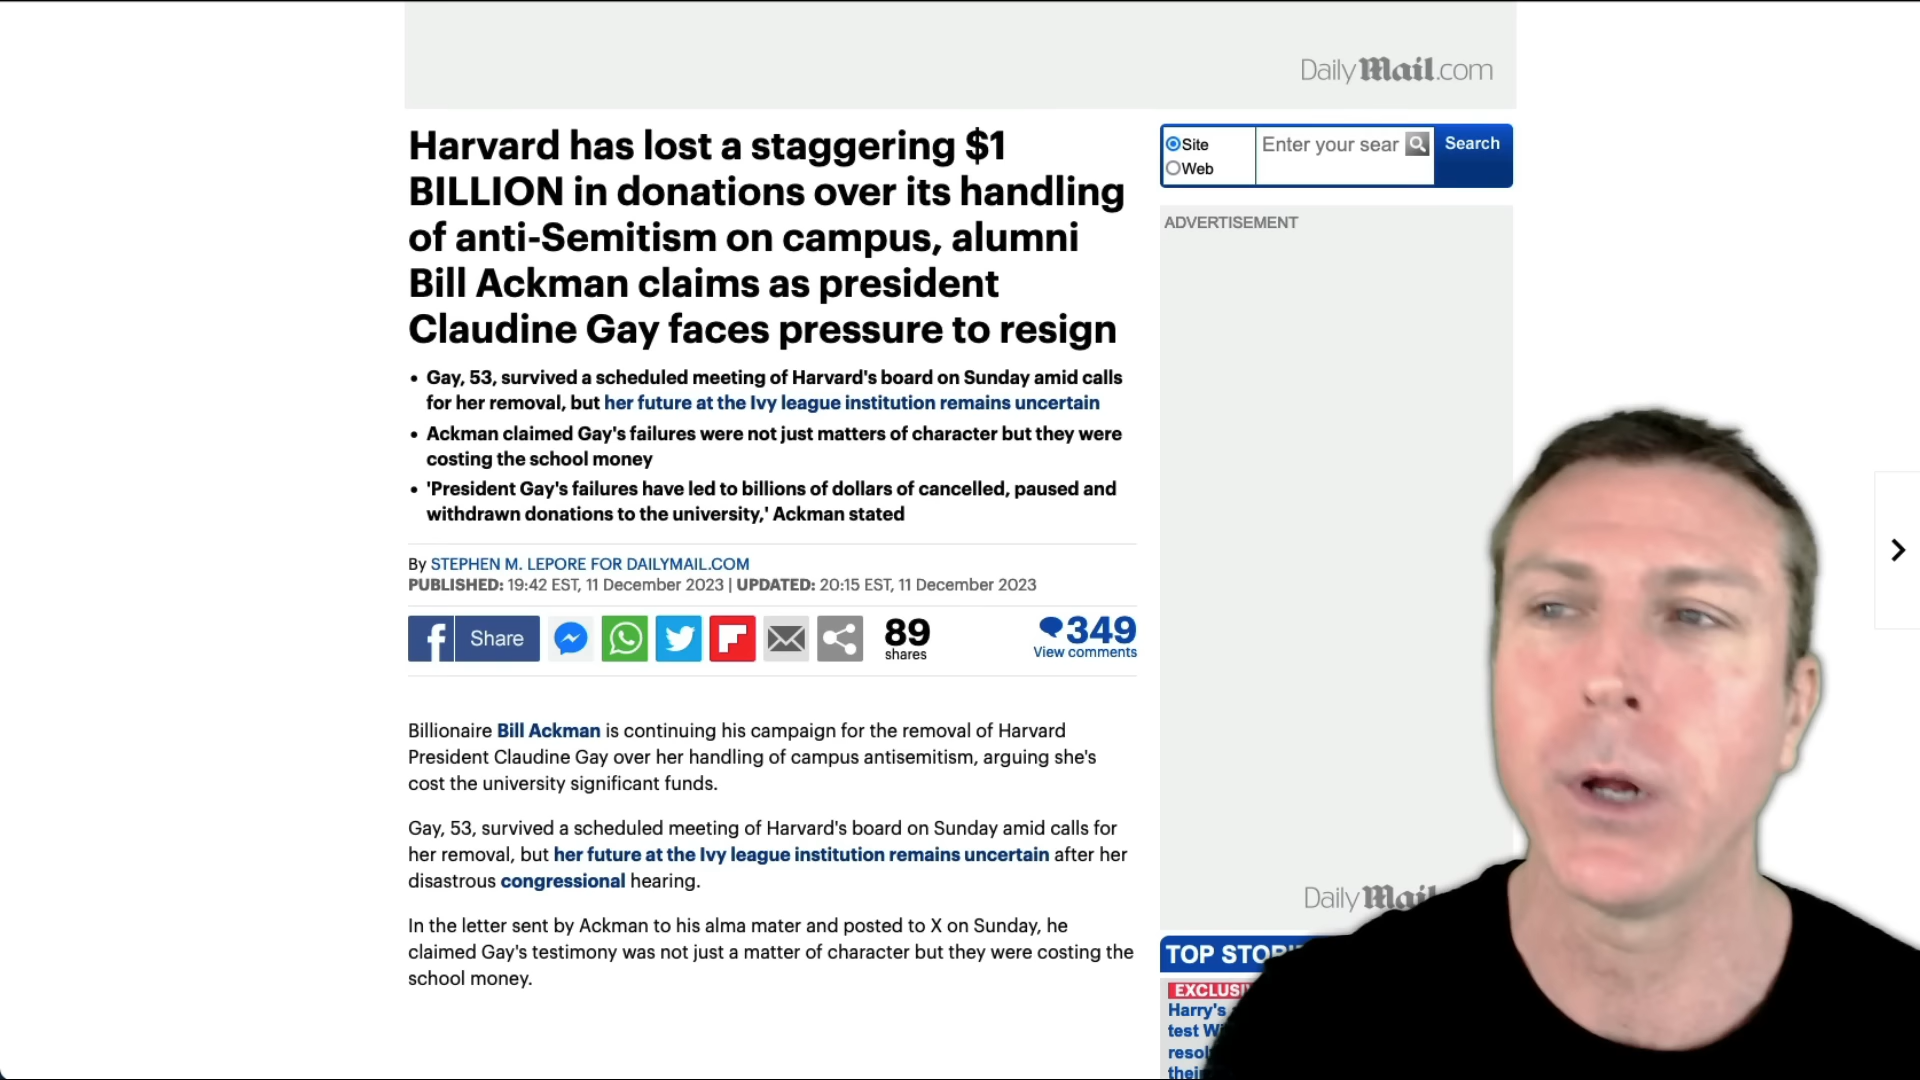 DailyMail.com
Harvard has lost a staggering $1
BILLION in donations over its handling
of anti-Semitism on campus, alumni
Bill Ackman claims as president
Claudine Gay faces pressure to resign
• Gay, 53, survived a scheduled meeting of Harvard's board on Sunday amid calls
for her removal, but her future at the Ivy league institution remains uncertain
• Ackman claimed Gay's failures were not just matters of character but they were
costing the school money
• 'President Gay's failures have led to billions of dollars of cancelled, paused and
withdrawn donations to the university,' Ackman stated
By STEPHEN M. LEPORE FOR DAILYMAIL.COM
PUBLISHED: 19:42 EST, 11 December 2023 | UPDATED: 20:15 EST, 11 December 2023
Share
89
shares
349
View comments
Billionaire Bill Ackman is continuing his campaign for the removal of Harvard
President Claudine Gay over her handling of campus antisemitism, arguing she's
cost the university significant funds.
Gay, 53, survived a scheduled meeting of Harvard's board on Sunday amid calls for
her removal, but her future at the Ivy league institution remains uncertain after her
disastrous congressional hearing.
In the letter sent by Ackman to his alma mater and posted to X on Sunday, he
claimed Gay's testimony was not just a matter of character but they were costing the
school money.
Site
Web
Enter your sear
Search
ADVERTISEMENT
Daily Mail
TOP
Harry's
test
their